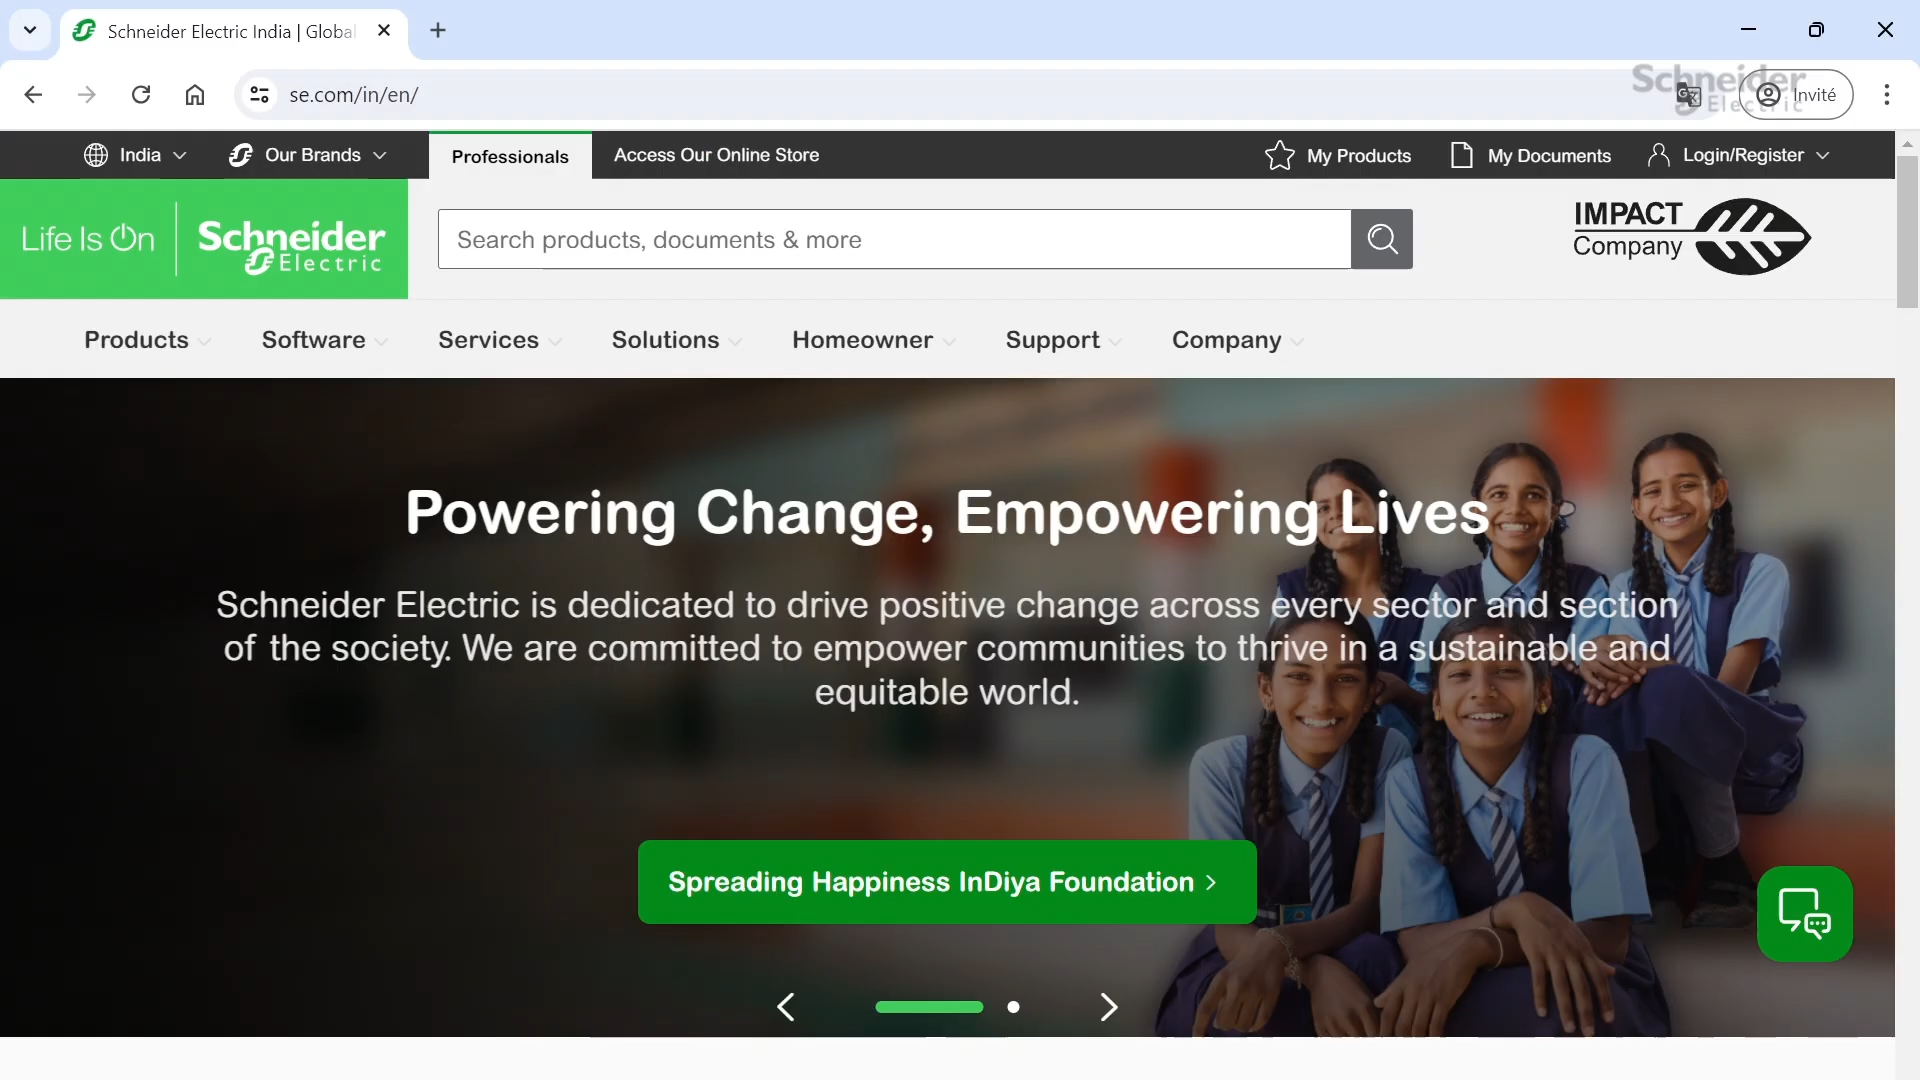 Schneider Electric India | Global
se.com/in/en/
Schneider
Electric
Invité
India
Our Brands
Professionals
Access Our Online Store
My Products
My Documents
Login/Register
Life Is On
Schneider
Electric
Search products, documents & more
IMPACT
Company
Products
Software
Services
Solutions
Homeowner
Support
Company
Powering Change, Empowering Lives
Schneider Electric is dedicated to drive positive change across every sector and section
of the society. We are committed to empower communities to thrive in a sustainable and
equitable world.
Spreading Happiness InDiya Foundation >